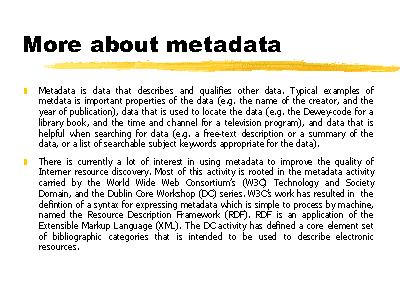 More about metadata
Metadata is data that describes and qualifies other data. Typical examples of
metdata is important properties of the data (e.g. the name of the creator, and the
year of publication), data that is used to locate the data (e.g. the Dewey-code for a
library book, and the time and channel for a television program), and data that is
helpful when searching for data (e.g. a free-text description or a summary of the
data, or a list of searchable subject keywords appropriate for the data).
There is currently a lot of interest in using metadata to improve the quality of
Internet resource discovery. Most of this activity is rooted in the metadata activity
carried by the World Wide Web Consortium's (W3C) Technology and Society
Domain, and the Dublin Core Workshop (DC) series. W3C's work has resulted in the
defintion of a syntax for expressing metadata which is simple to process by machine,
named the Resource Description Framework (RDF). RDF is an application of the
Extensible Markup Language (XML). The DC activity has defined a core element set
of bibliographic categories that is intended to be used to describe electronic
resources.